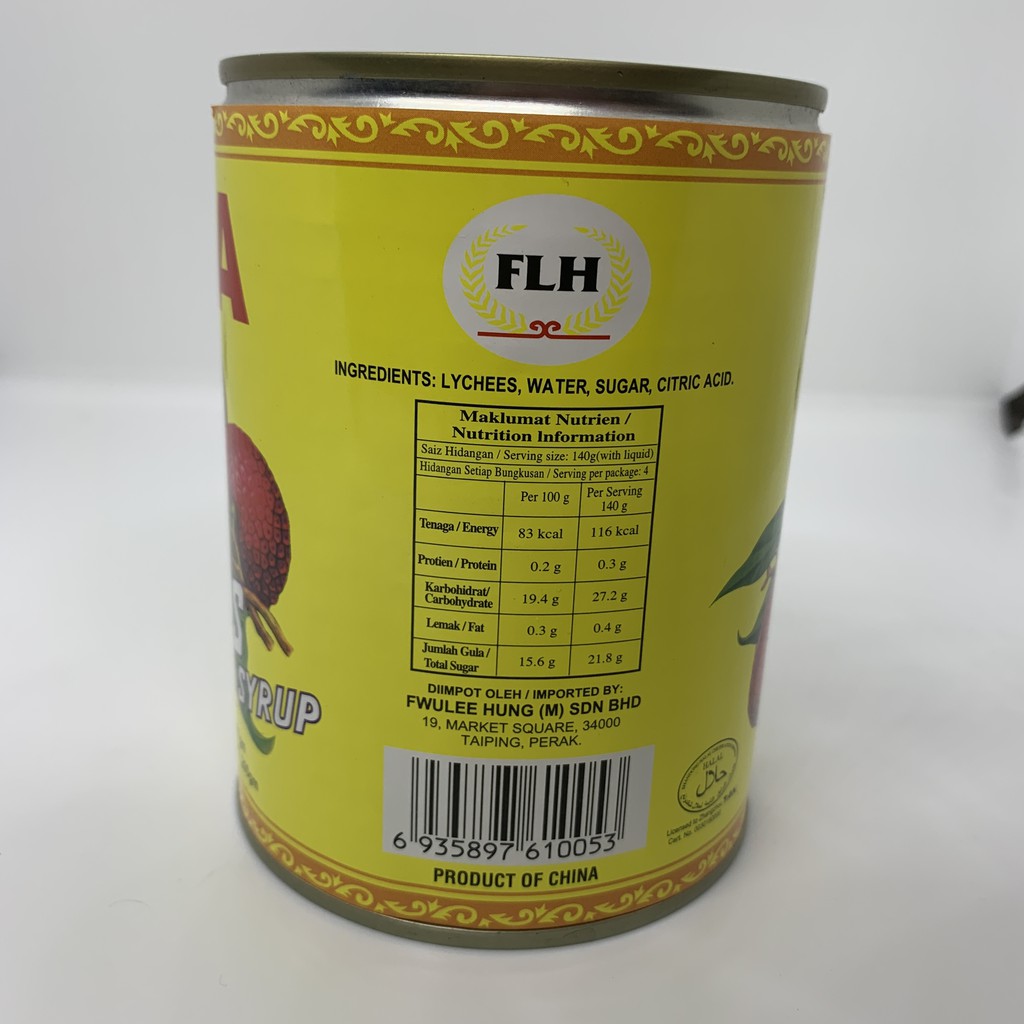 A
FLH
INGREDIENTS: LYCHEES, WATER, SUGAR, CITRIC ACID.
Maklumat Nutrien /
Nutrition Information
Saiz Hidangan / Serving size: 140g(with liquid)
Hidangan Setiap Bungkusan / Serving per package: 4
Per 100 g Per Serving 140 g
Tenaga / Energy 83 kcal 116 kcal
Protien / Protein 0.2 g 0.3 g
Karbohidrat/ Carbohydrate 19.4 g 27.2 g
Lemak / Fat 0.3 g 0.4 g
Jumlah Gula / Total Sugar 15.6 g 21.8 g
S
SYRUP
DIIMPOT OLEH / IMPORTED BY:
FWULEE HUNG (M) SDN BHD
19, MARKET SQUARE, 34000
TAIPING, PERAK.
HALAL
حلال
6 935897 610053
PRODUCT OF CHINA